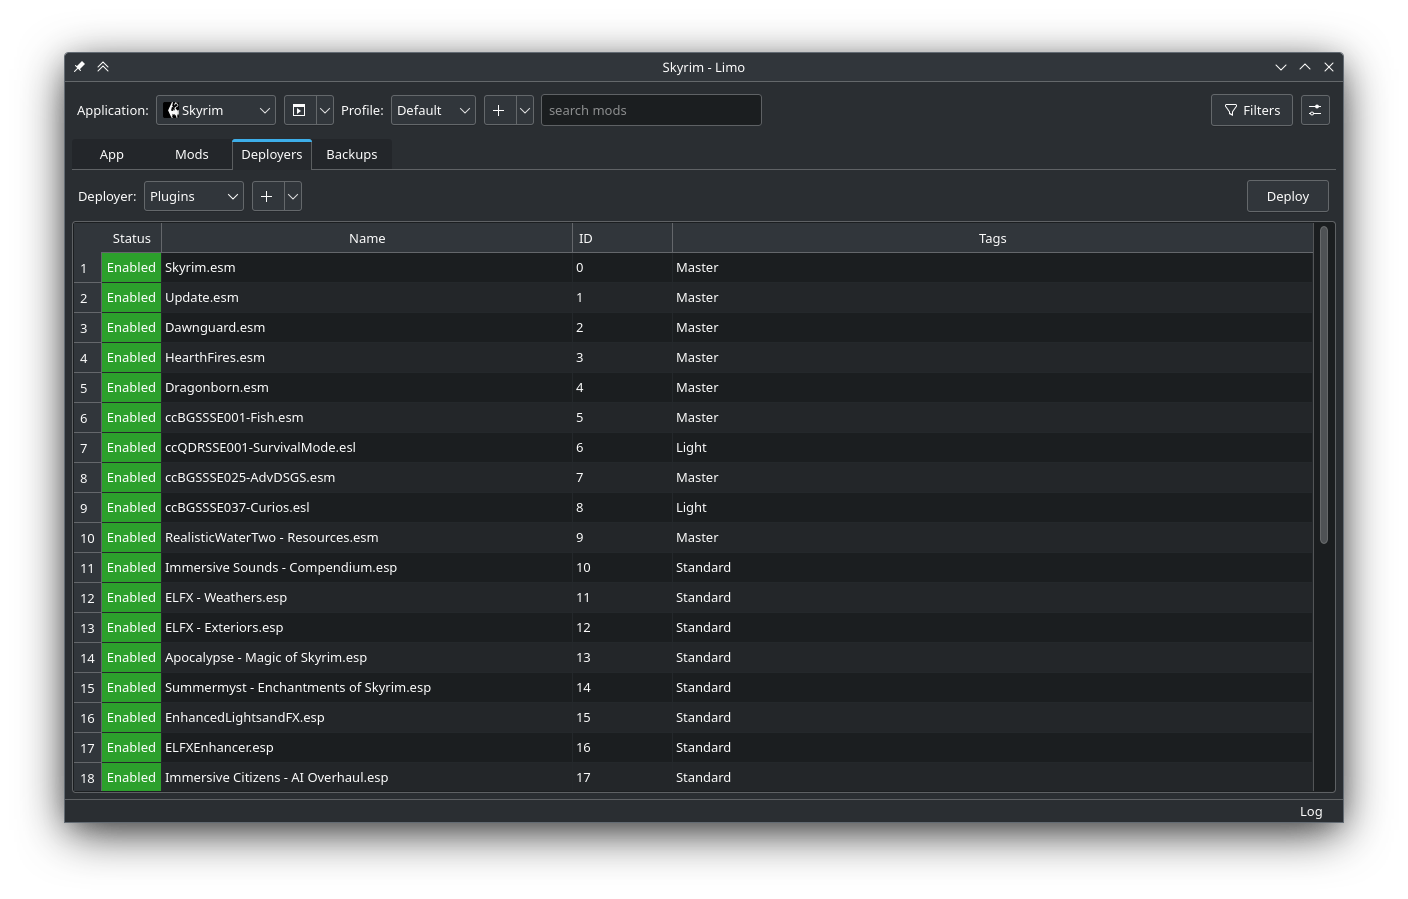 Skyrim - Limo
Application: Skyrim Profile: Default search mods Filters
App Mods Deployers Backups
Deployer: Plugins Deploy
Status Name ID Tags
1 Enabled Skyrim.esm 0 Master
2 Enabled Update.esm 1 Master
3 Enabled Dawnguard.esm 2 Master
4 Enabled HearthFires.esm 3 Master
5 Enabled Dragonborn.esm 4 Master
6 Enabled ccBGSSSE001-Fish.esm 5 Master
7 Enabled ccQDRSSE001-SurvivalMode.esl 6 Light
8 Enabled ccBGSSSE025-AdvDSGS.esm 7 Master
9 Enabled ccBGSSSE037-Curios.esl 8 Light
10 Enabled RealisticWaterTwo - Resources.esm 9 Master
11 Enabled Immersive Sounds - Compendium.esp 10 Standard
12 Enabled ELFX - Weathers.esp 11 Standard
13 Enabled ELFX - Exteriors.esp 12 Standard
14 Enabled Apocalypse - Magic of Skyrim.esp 13 Standard
15 Enabled Summermyst - Enchantments of Skyrim.esp 14 Standard
16 Enabled EnhancedLightsandFX.esp 15 Standard
17 Enabled ELFXEnhancer.esp 16 Standard
18 Enabled Immersive Citizens - AI Overhaul.esp 17 Standard
Log